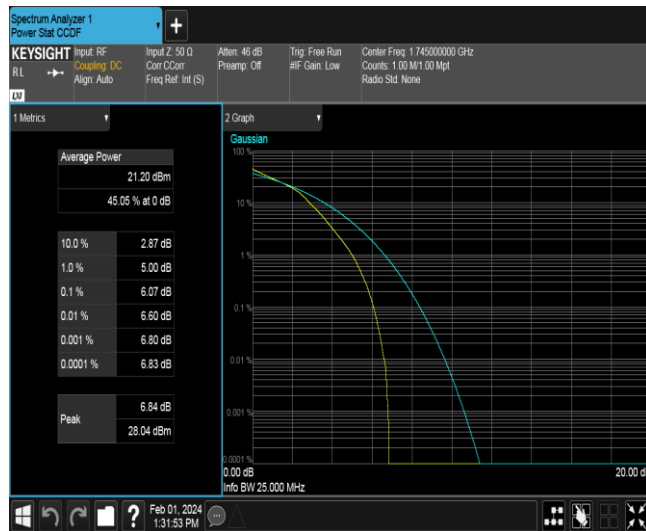 Spectrum Analyzer 1
Power Stat CCDF
+
KEYSIGHT
RL
LXI
Input: RF
Coupling: DC
Align: Auto
Input Z: 50 Ω
Corr CCorr
Freq Ref: Int (S)
Atten: 46 dB
Preamp: Off
Trig: Free Run
#IF Gain: Low
Center Freq: 1.745000000 GHz
Counts: 1.00 M/1.00 Mpt
Radio Std: None
1 Metrics
Average Power
21.20 dBm
45.05 % at 0 dB
10.0 % 2.87 dB
1.0 % 5.00 dB
0.1 % 6.07 dB
0.01 % 6.60 dB
0.001 % 6.80 dB
0.0001 % 6.83 dB
Peak
6.84 dB
28.04 dBm
2 Graph
Gaussian
100 %
10 %
1 %
0.1 %
0.01 %
0.001 %
0.0001 %
0.00 dB
20.00 d
Info BW 25.000 MHz
?
Feb 01, 2024
1:31:53 PM